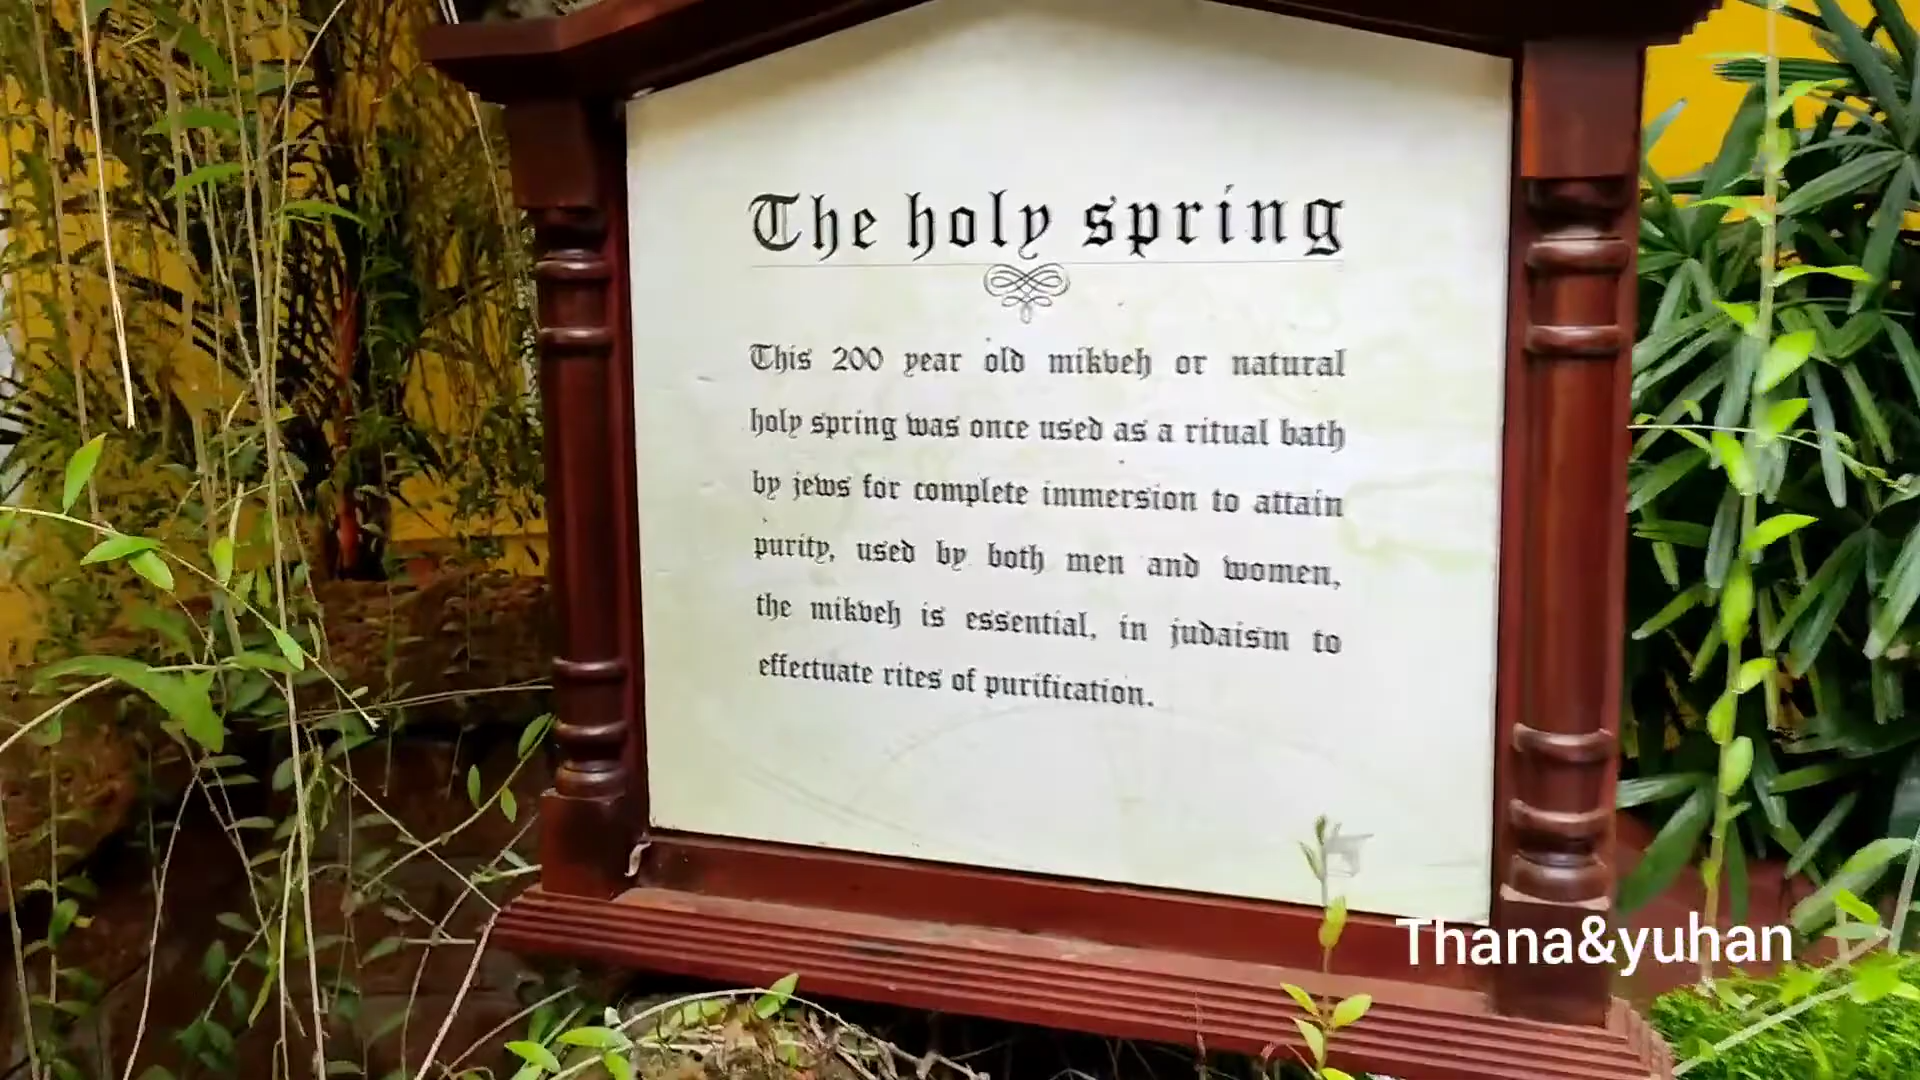 The holy spring
This 200 year old mikveh or natural
holy spring was once used as a ritual bath
by jews for complete immersion to attain
purity, used by both men and women,
the mikveh is essential, in judaism to
effectuate rites of purification.
Thana&yuhan